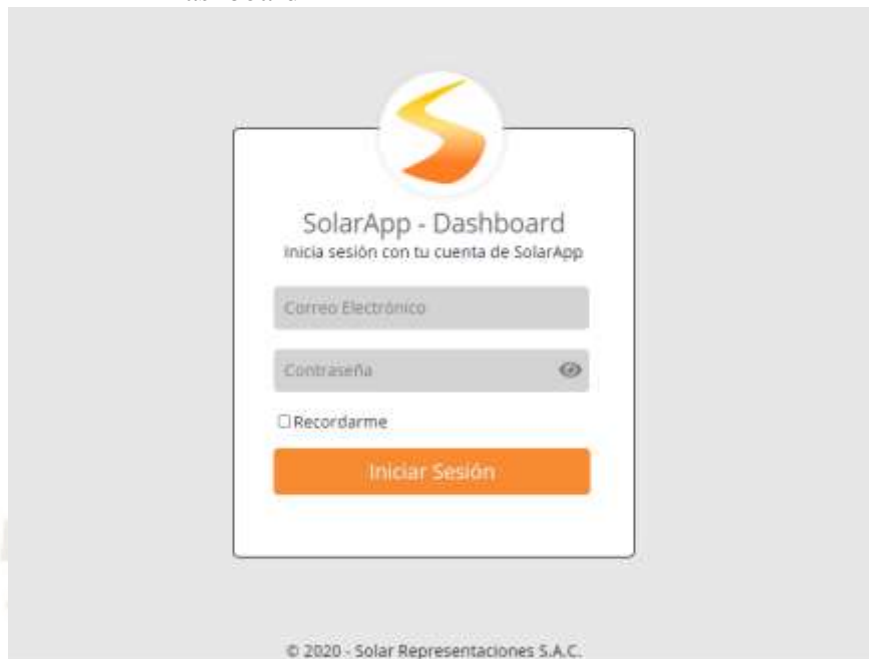 SolarApp - Dashboard
Inicia sesión con tu cuenta de SolarApp
Correo Electrónico
Contraseña
Recordarme
Iniciar Sesión
© 2020 - Solar Representaciones S.A.C.